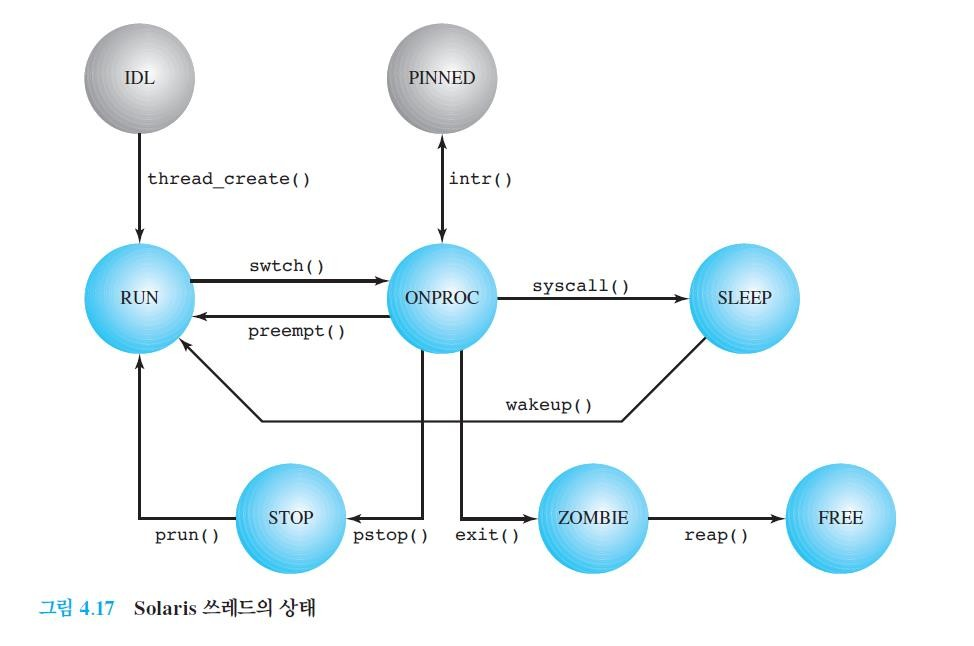 IDL
PINNED
thread_create()
intr()
swtch()
RUN
ONPROC
syscall()
SLEEP
preempt()
wakeup()
STOP
ZOMBIE
FREE
prun()
pstop()
exit()
reap()
그림 4.17 Solaris 쓰레드의 상태